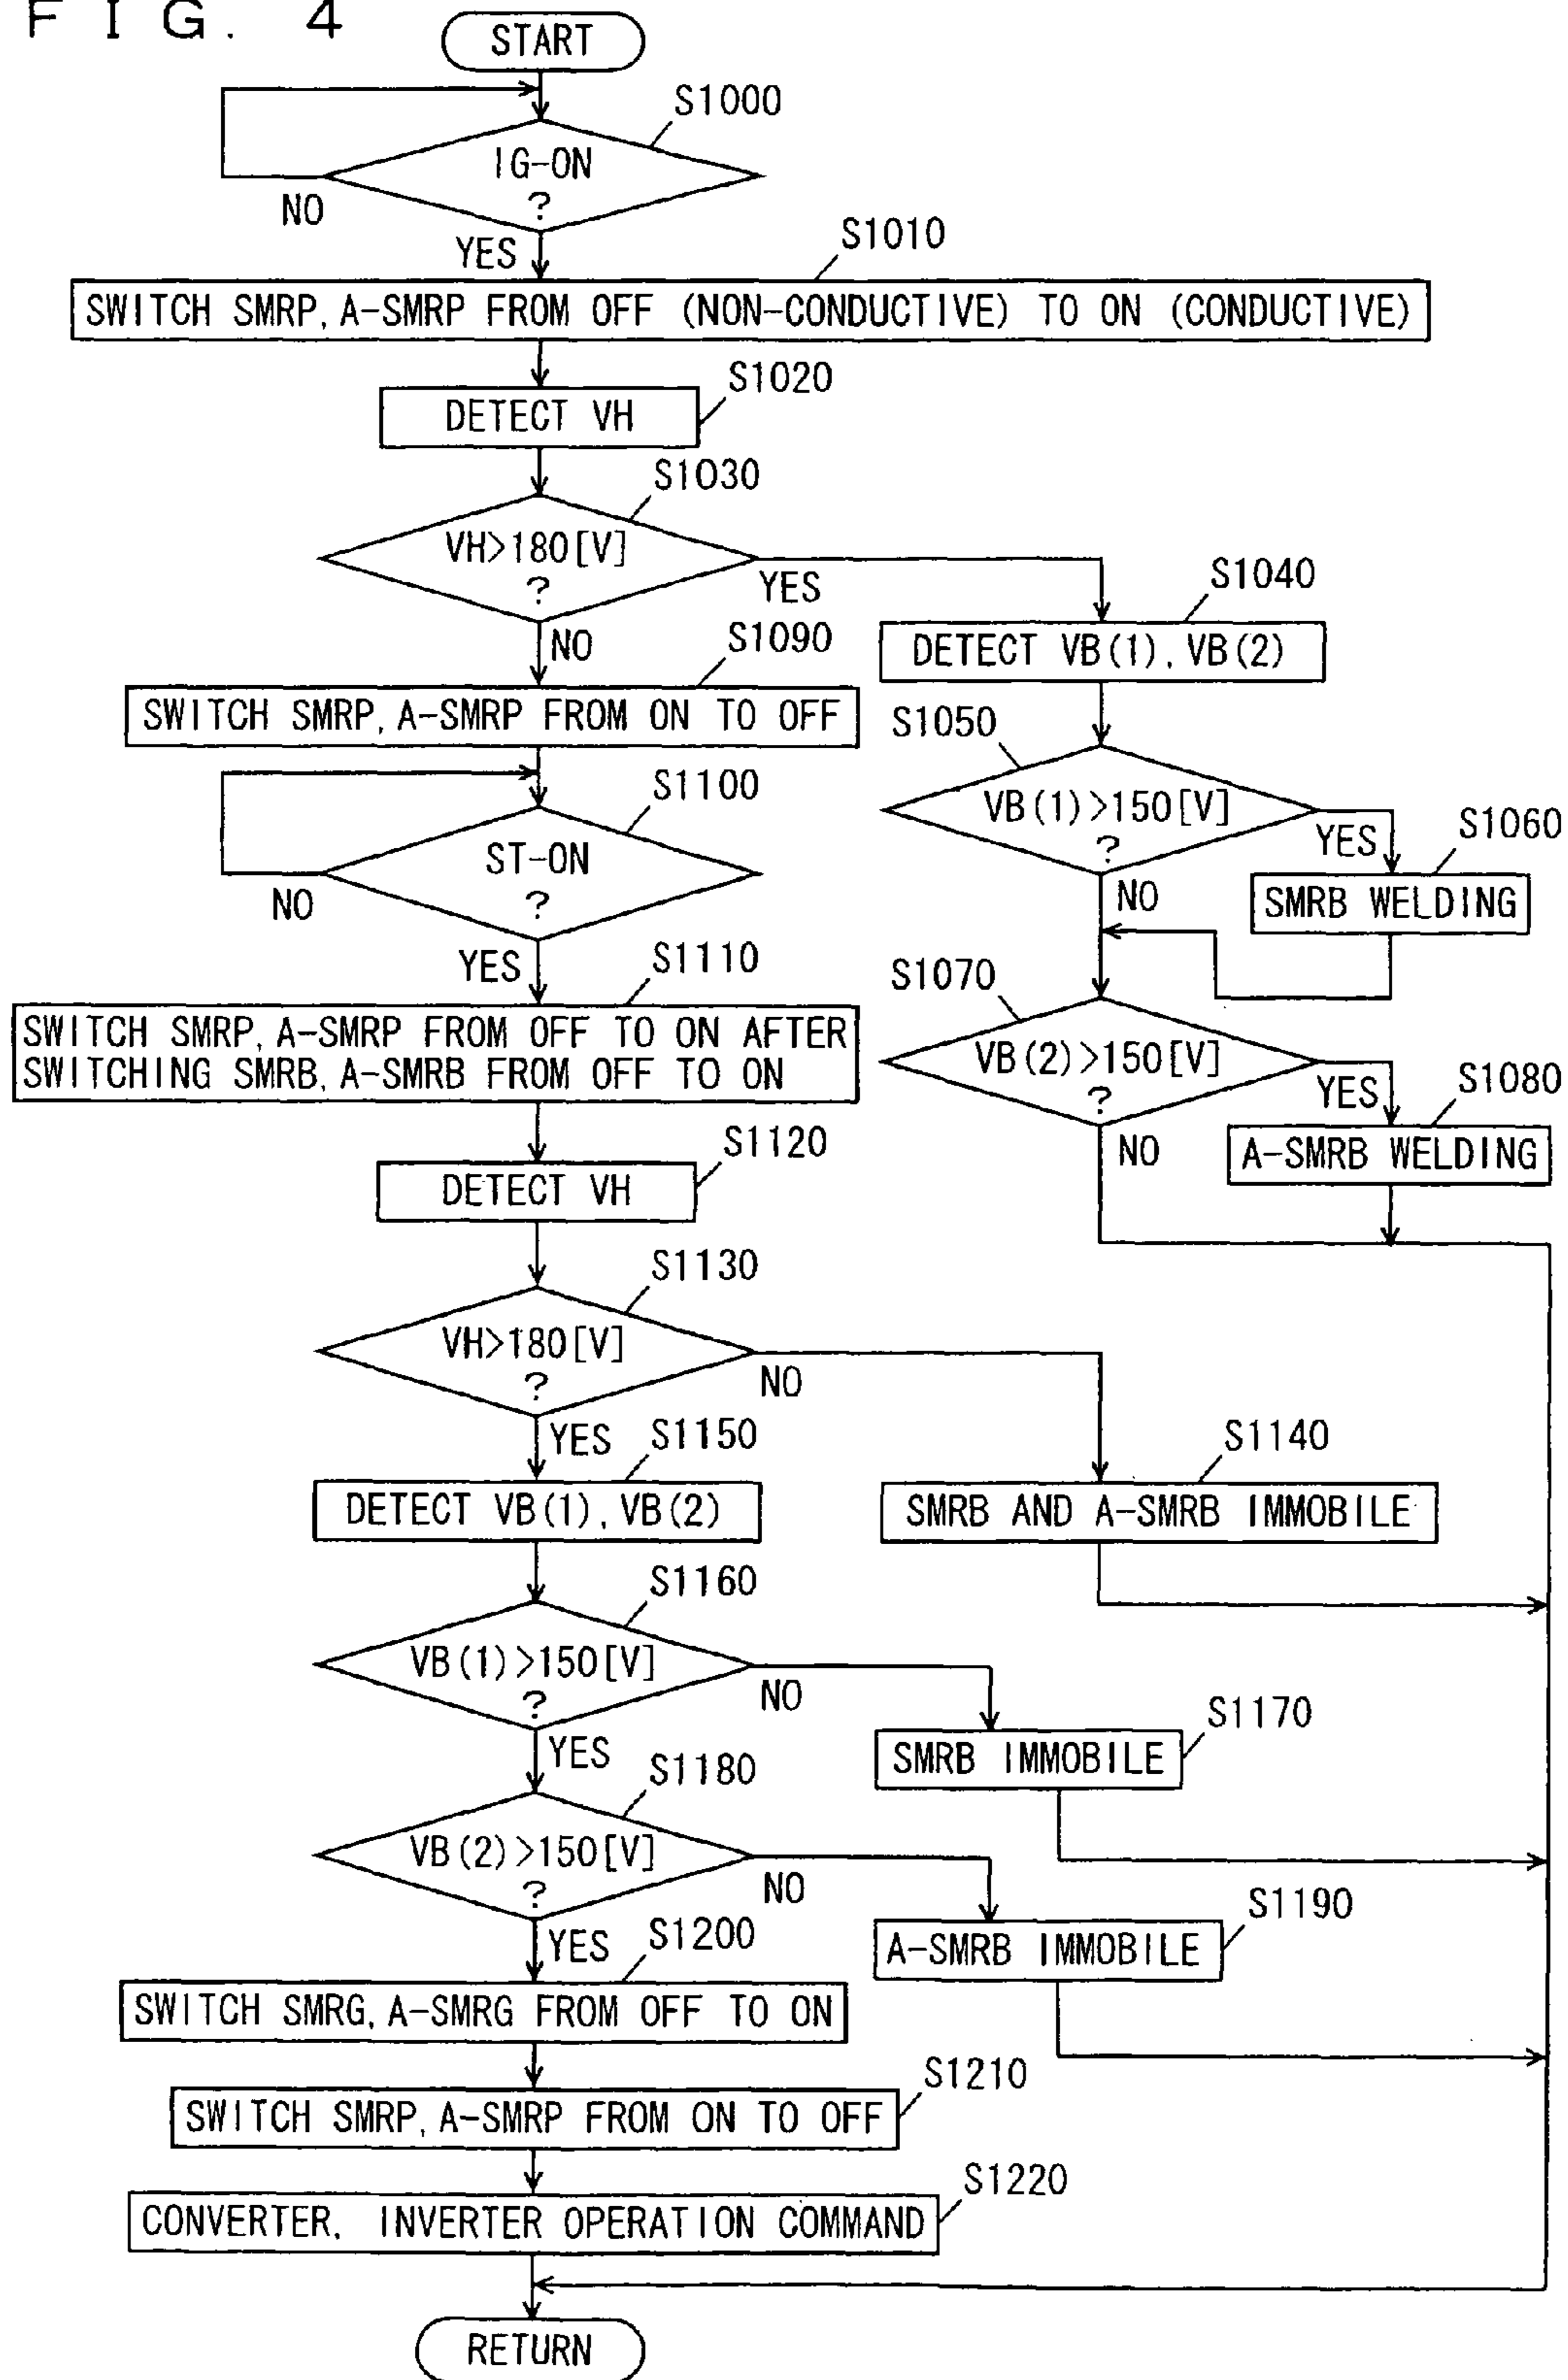 FIG. 4
START
S1000
IG-ON
?
NO
YES
S1010
SWITCH SMRP, A-SMRP FROM OFF (NON-CONDUCTIVE) TO ON (CONDUCTIVE)
S1020
DETECT VH
S1030
VH>180[V]
?
YES
NO
S1040
DETECT VB(1), VB(2)
S1090
SWITCH SMRP, A-SMRP FROM ON TO OFF
S1050
VB(1)>150[V]
?
YES
NO
S1060
SMRB WELDING
S1100
ST-ON
?
NO
YES
S1070
VB(2)>150[V]
?
YES
NO
S1080
A-SMRB WELDING
S1110
SWITCH SMRP, A-SMRP FROM OFF TO ON AFTER
SWITCHING SMRB, A-SMRB FROM OFF TO ON
S1120
DETECT VH
S1130
VH>180[V]
?
NO
YES
S1140
SMRB AND A-SMRB IMMOBILE
S1150
DETECT VB(1), VB(2)
S1160
VB(1)>150[V]
?
NO
YES
S1170
SMRB IMMOBILE
S1180
VB(2)>150[V]
?
NO
YES
S1190
A-SMRB IMMOBILE
S1200
SWITCH SMRG, A-SMRG FROM OFF TO ON
S1210
SWITCH SMRP, A-SMRP FROM ON TO OFF
S1220
CONVERTER, INVERTER OPERATION COMMAND
RETURN